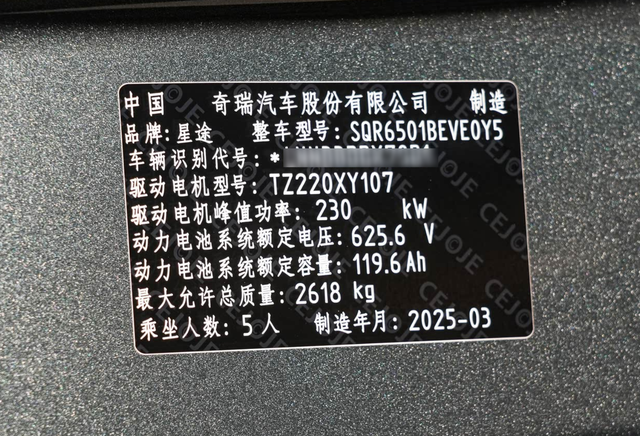 中国 奇瑞汽车股份有限公司 制造
品牌:星途 整车型号:SQR6501BEVE0Y5
车辆识别代号:*
驱动电机型号:TZ220XY107
驱动电机峰值功率:230 kW
动力电池系统额定电压:625.6 V
动力电池系统额定容量:119.6Ah
最大允许总质量:2618 kg
乘坐人数:5人 制造年月:2025-03
CEJOJE